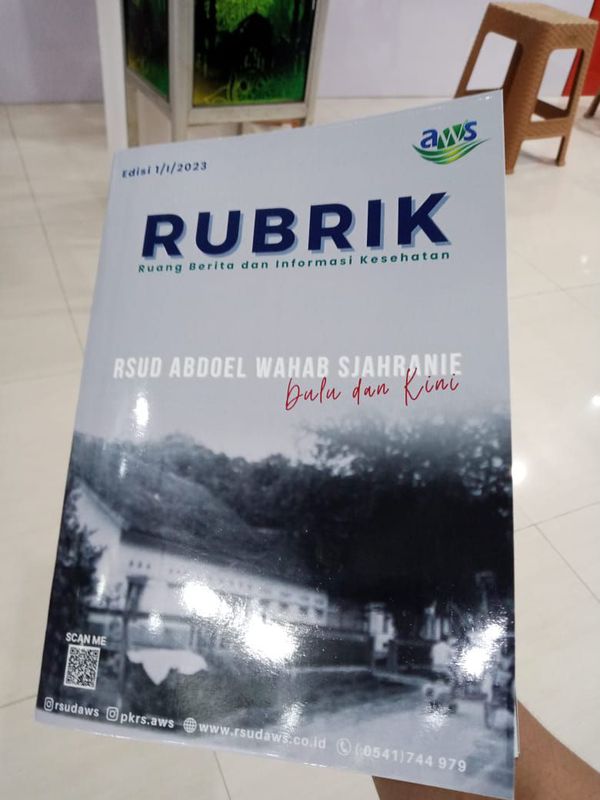 aws
Edisi 1/I/2023
RUBRIK
Ruang Berita dan Informasi Kesehatan
RSUD ABDOEL WAHAB SJAHRANIE
Dulu dan Kini
SCAN ME
rsudaws pkrs.aws www.rsudaws.co.id (0541)744 979